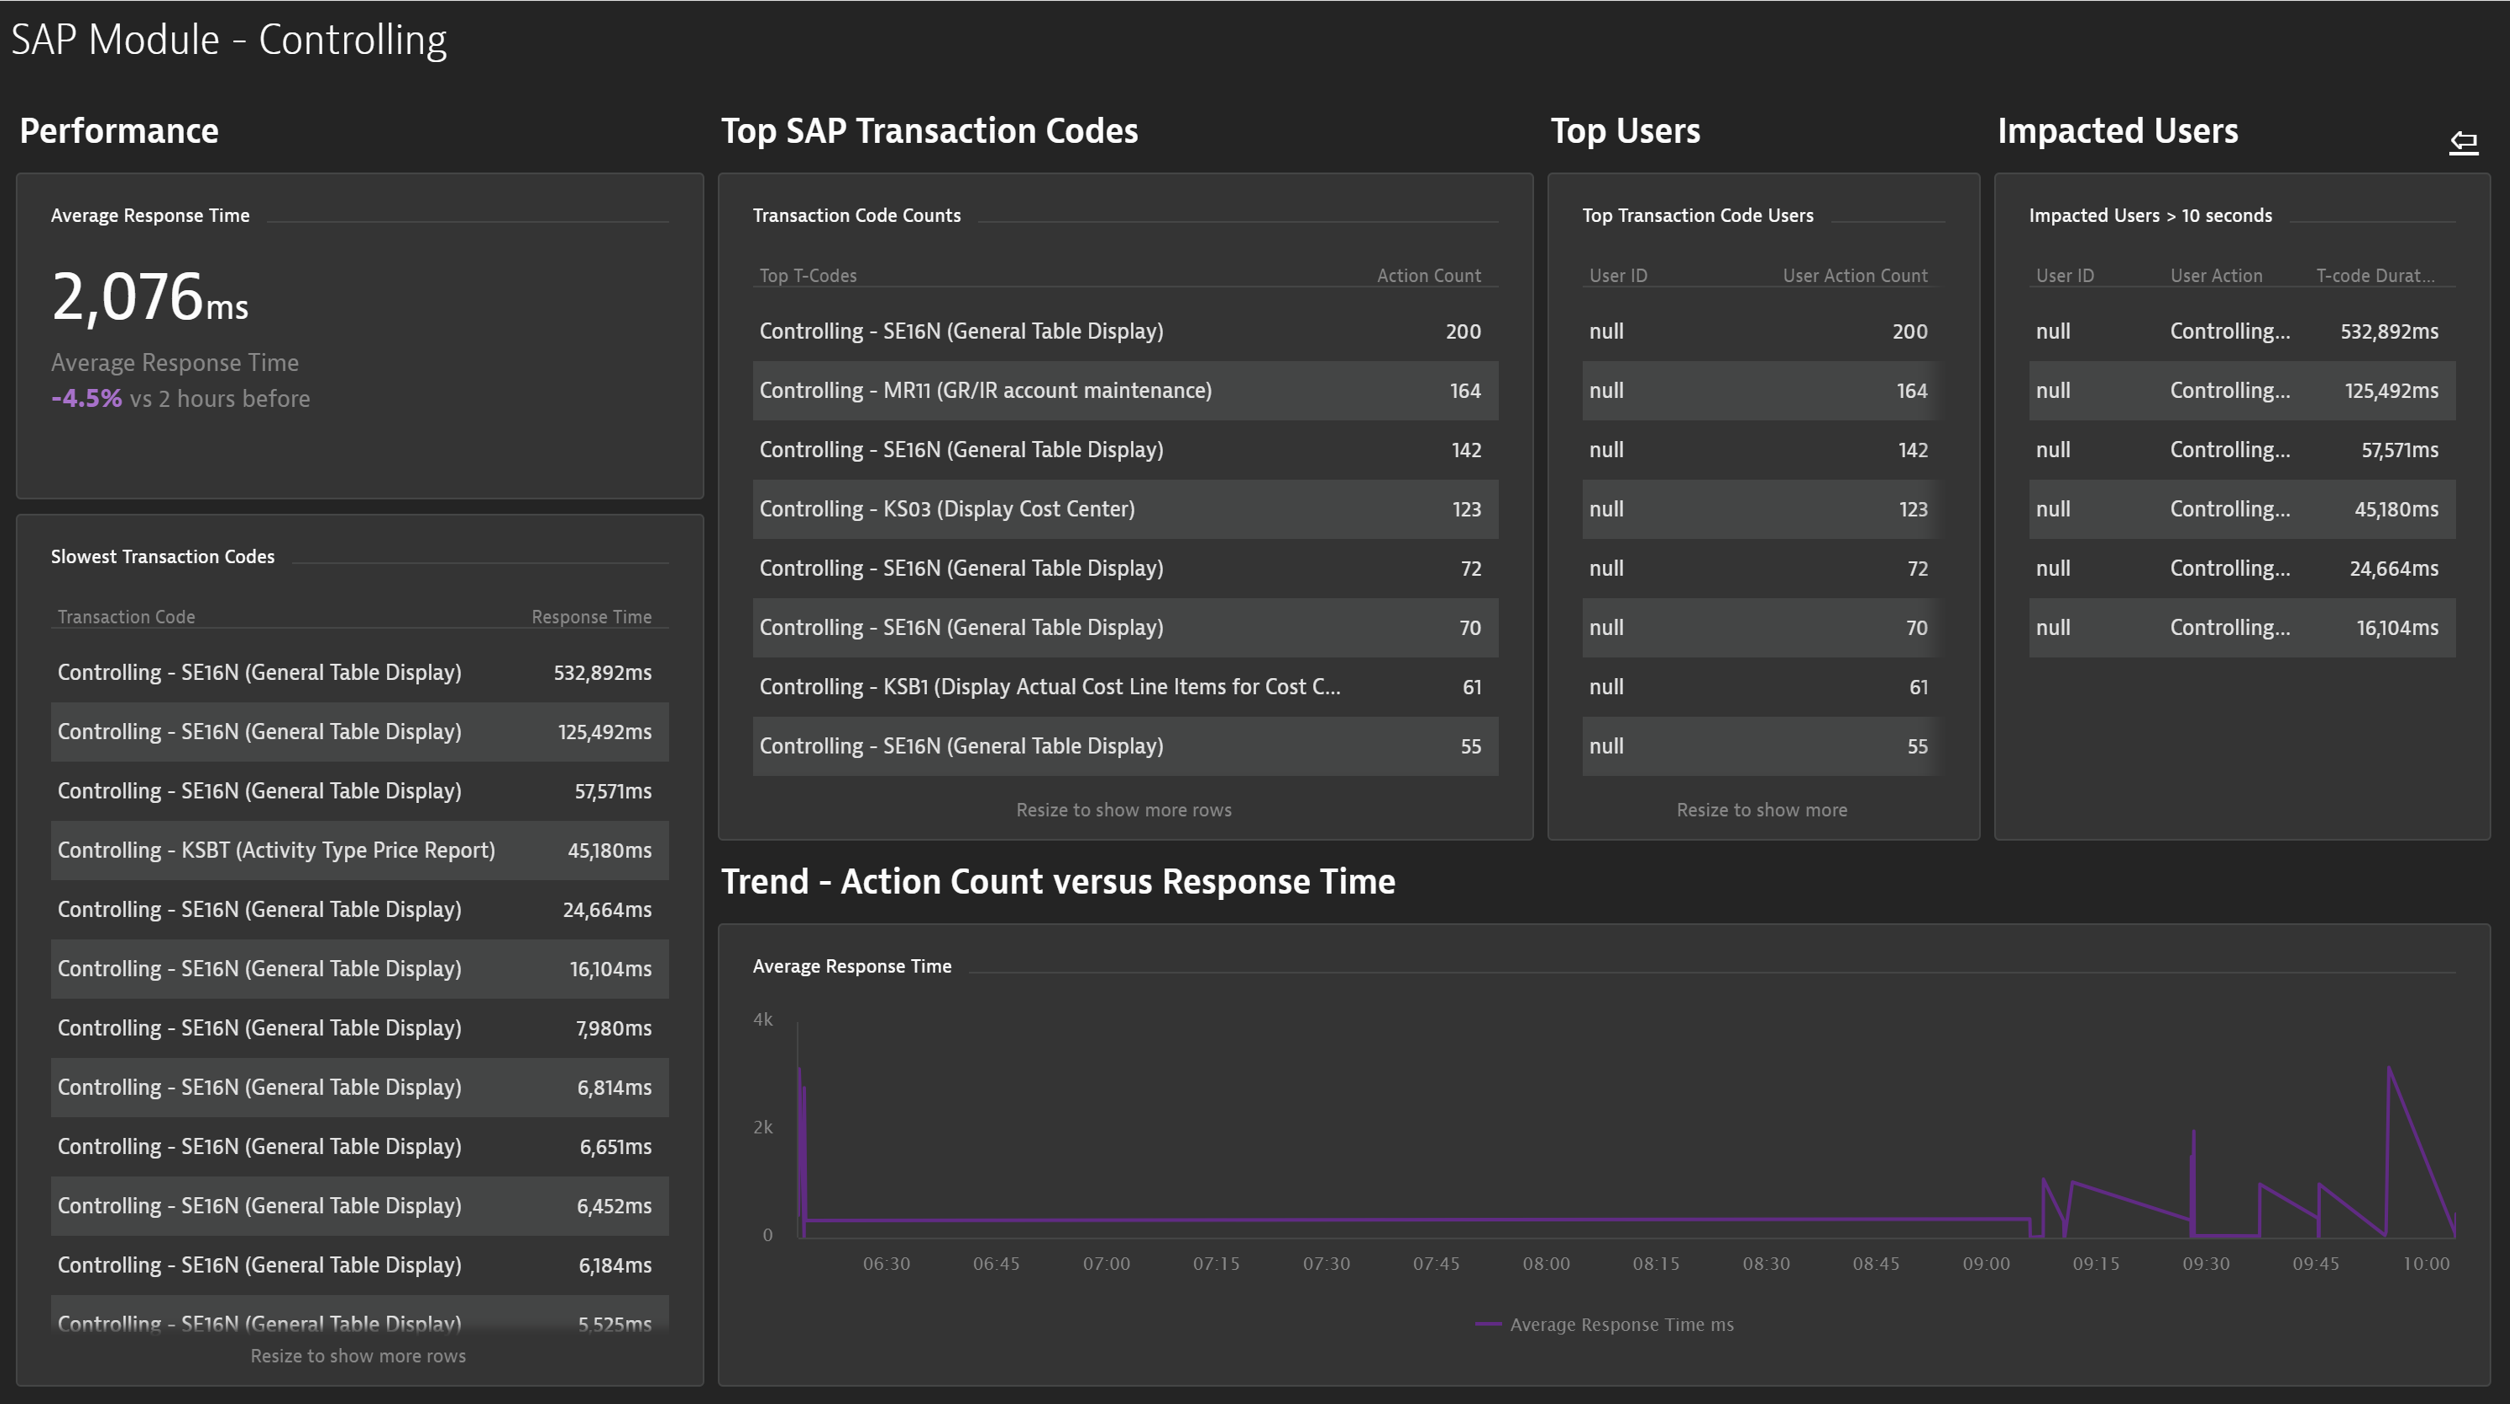 SAP Module - Controlling
Performance
Average Response Time
2,076ms
Average Response Time
-4.5% vs 2 hours before
Slowest Transaction Codes
Transaction Code Response Time
Controlling - SE16N (General Table Display) 532,892ms
Controlling - SE16N (General Table Display) 125,492ms
Controlling - SE16N (General Table Display) 57,571ms
Controlling - KSBT (Activity Type Price Report) 45,180ms
Controlling - SE16N (General Table Display) 24,664ms
Controlling - SE16N (General Table Display) 16,104ms
Controlling - SE16N (General Table Display) 7,980ms
Controlling - SE16N (General Table Display) 6,814ms
Controlling - SE16N (General Table Display) 6,651ms
Controlling - SE16N (General Table Display) 6,452ms
Controlling - SE16N (General Table Display) 6,184ms
Controlling - SE16N (General Table Display) 5,525ms
Resize to show more rows
Top SAP Transaction Codes
Transaction Code Counts
Top T-Codes Action Count
Controlling - SE16N (General Table Display) 200
Controlling - MR11 (GR/IR account maintenance) 164
Controlling - SE16N (General Table Display) 142
Controlling - KS03 (Display Cost Center) 123
Controlling - SE16N (General Table Display) 72
Controlling - SE16N (General Table Display) 70
Controlling - KSB1 (Display Actual Cost Line Items for Cost C... 61
Controlling - SE16N (General Table Display) 55
Resize to show more rows
Top Users
Top Transaction Code Users
User ID User Action Count
null 200
null 164
null 142
null 123
null 72
null 70
null 61
null 55
Resize to show more
Impacted Users
Impacted Users > 10 seconds
User ID User Action T-code Durat...
null Controlling... 532,892ms
null Controlling... 125,492ms
null Controlling... 57,571ms
null Controlling... 45,180ms
null Controlling... 24,664ms
null Controlling... 16,104ms
Trend - Action Count versus Response Time
Average Response Time
4k
2k
0
06:30 06:45 07:00 07:15 07:30 07:45 08:00 08:15 08:30 08:45 09:00 09:15 09:30 09:45 10:00
Average Response Time ms